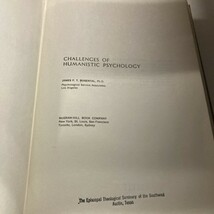 CHALLENGES OF
HUMANISTIC PSYCHOLOGY
JAMES F. T. BUGENTAL, Ph.D.
Psychological Service Associates
Los Angeles
McGRAW-HILL BOOK COMPANY
New York, St. Louis, San Francisco
Toronto, London, Sydney
The Episcopal Theological Seminary of the Southwest
Austin, Texas